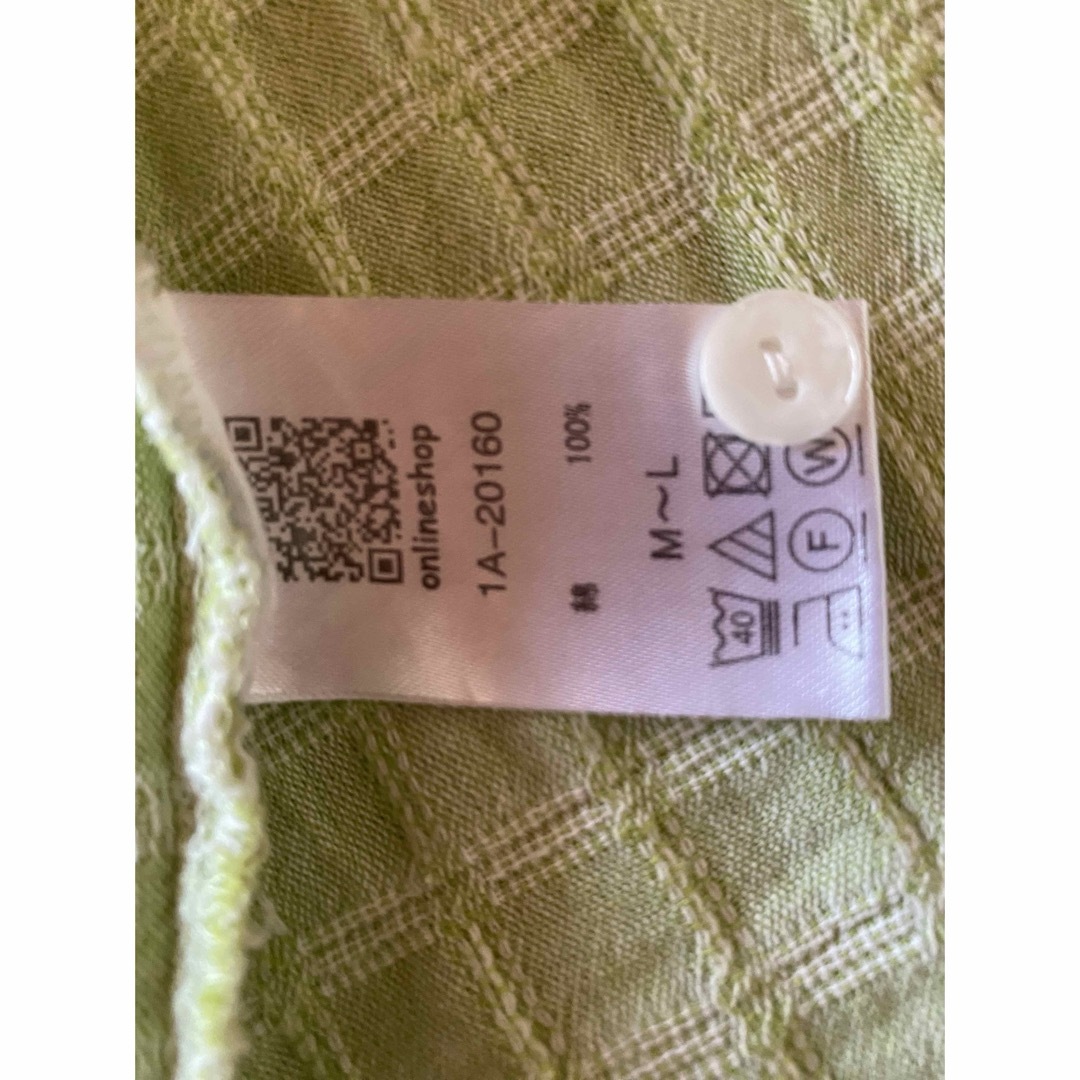 onlineshop
1A-20160
綿 100%
M～L
40
F W